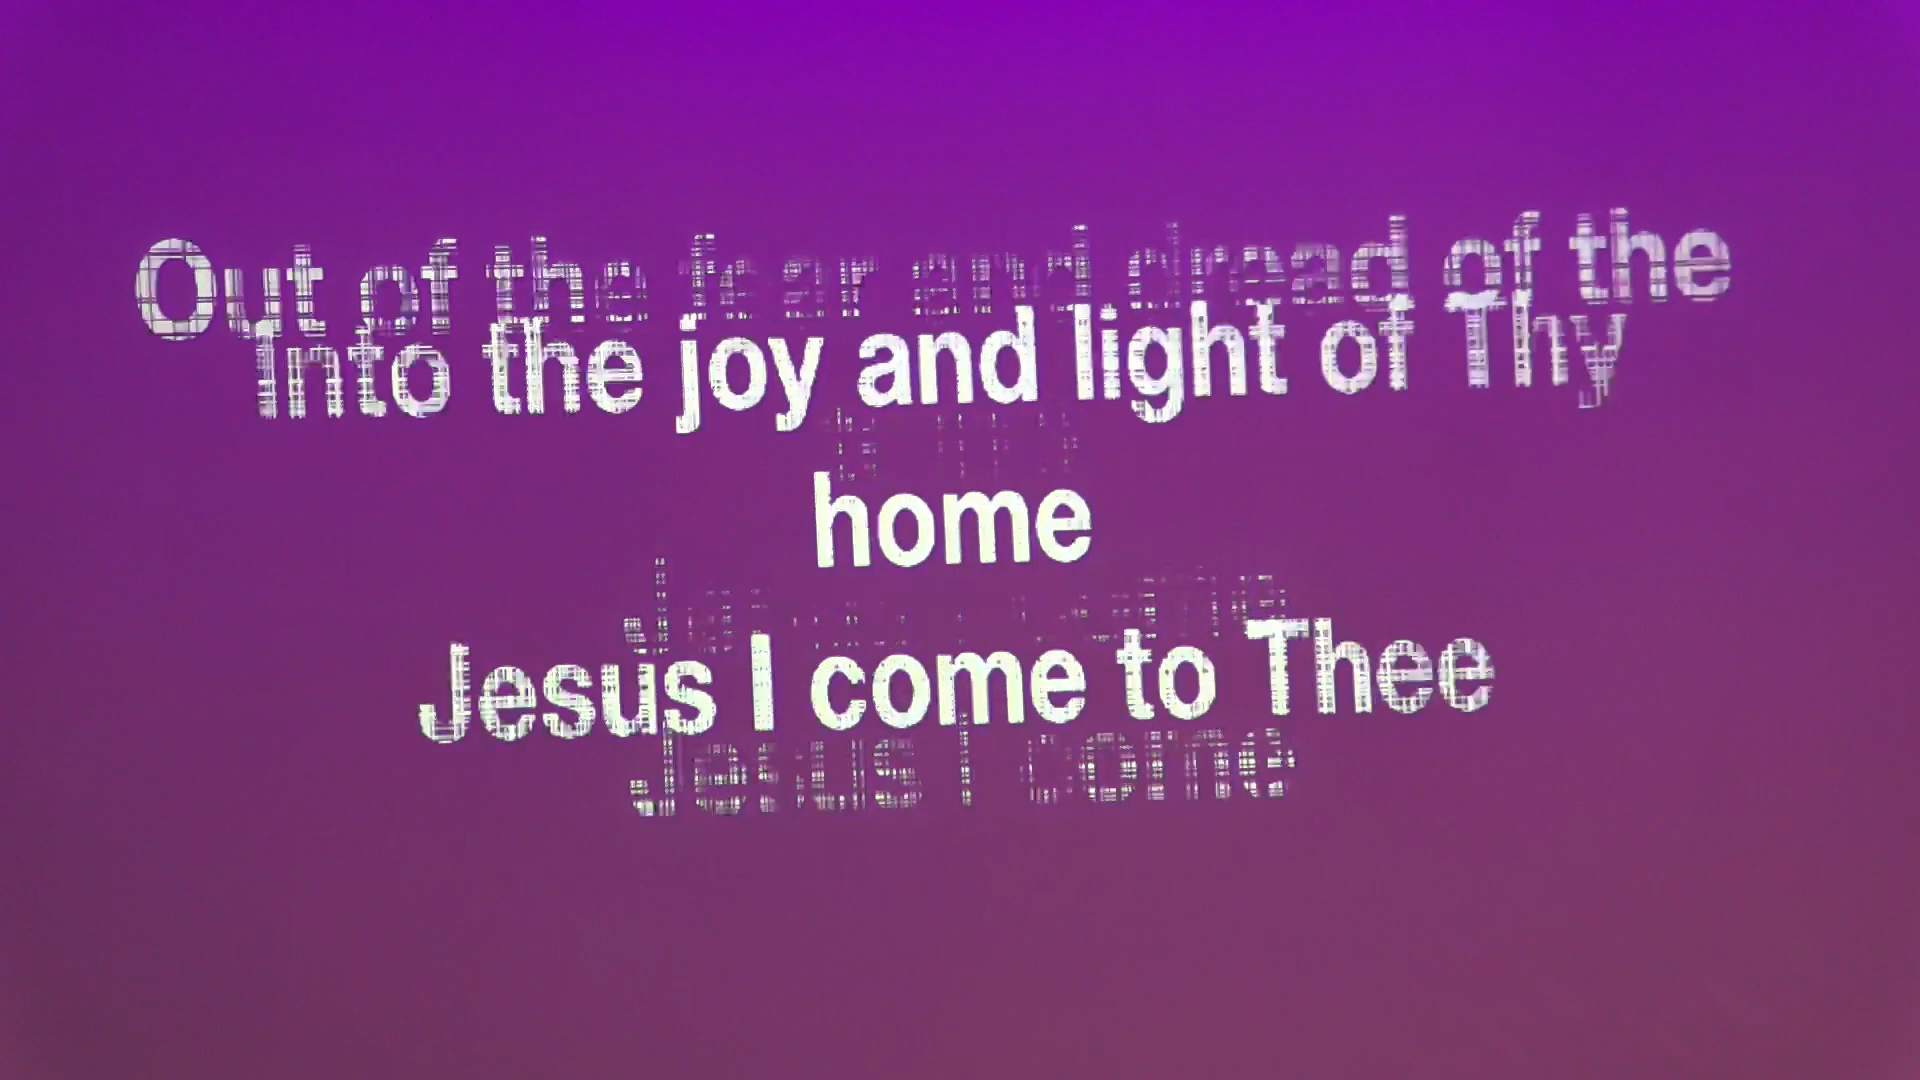 Out of the fear and dread of the
Into the joy and light of Thy
home
Jesus I come to Thee
Jesus I come